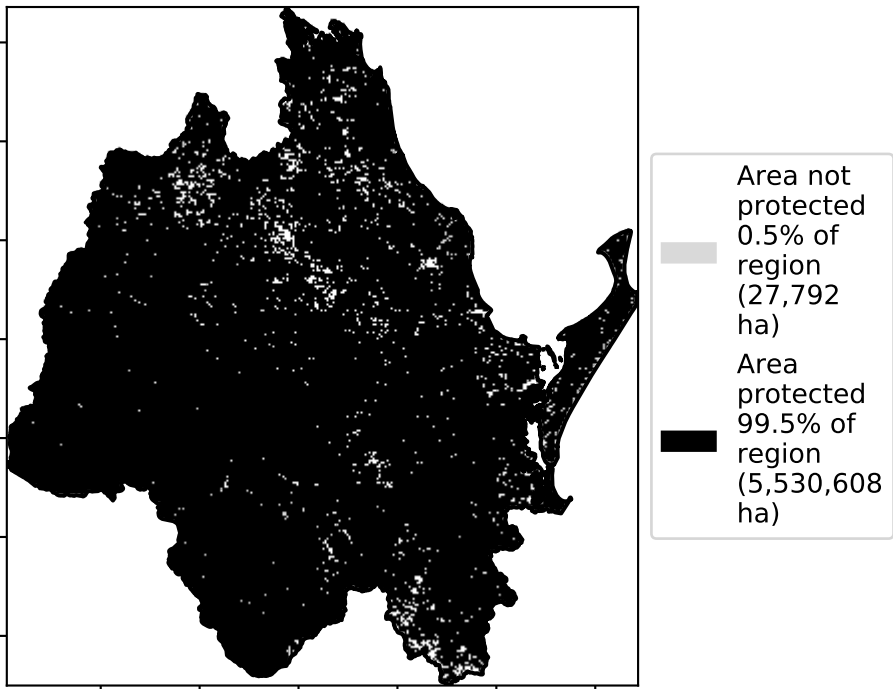 Area not
protected
0.5% of
region
(27,792
ha)
Area
protected
99.5% of
region
(5,530,608
ha)